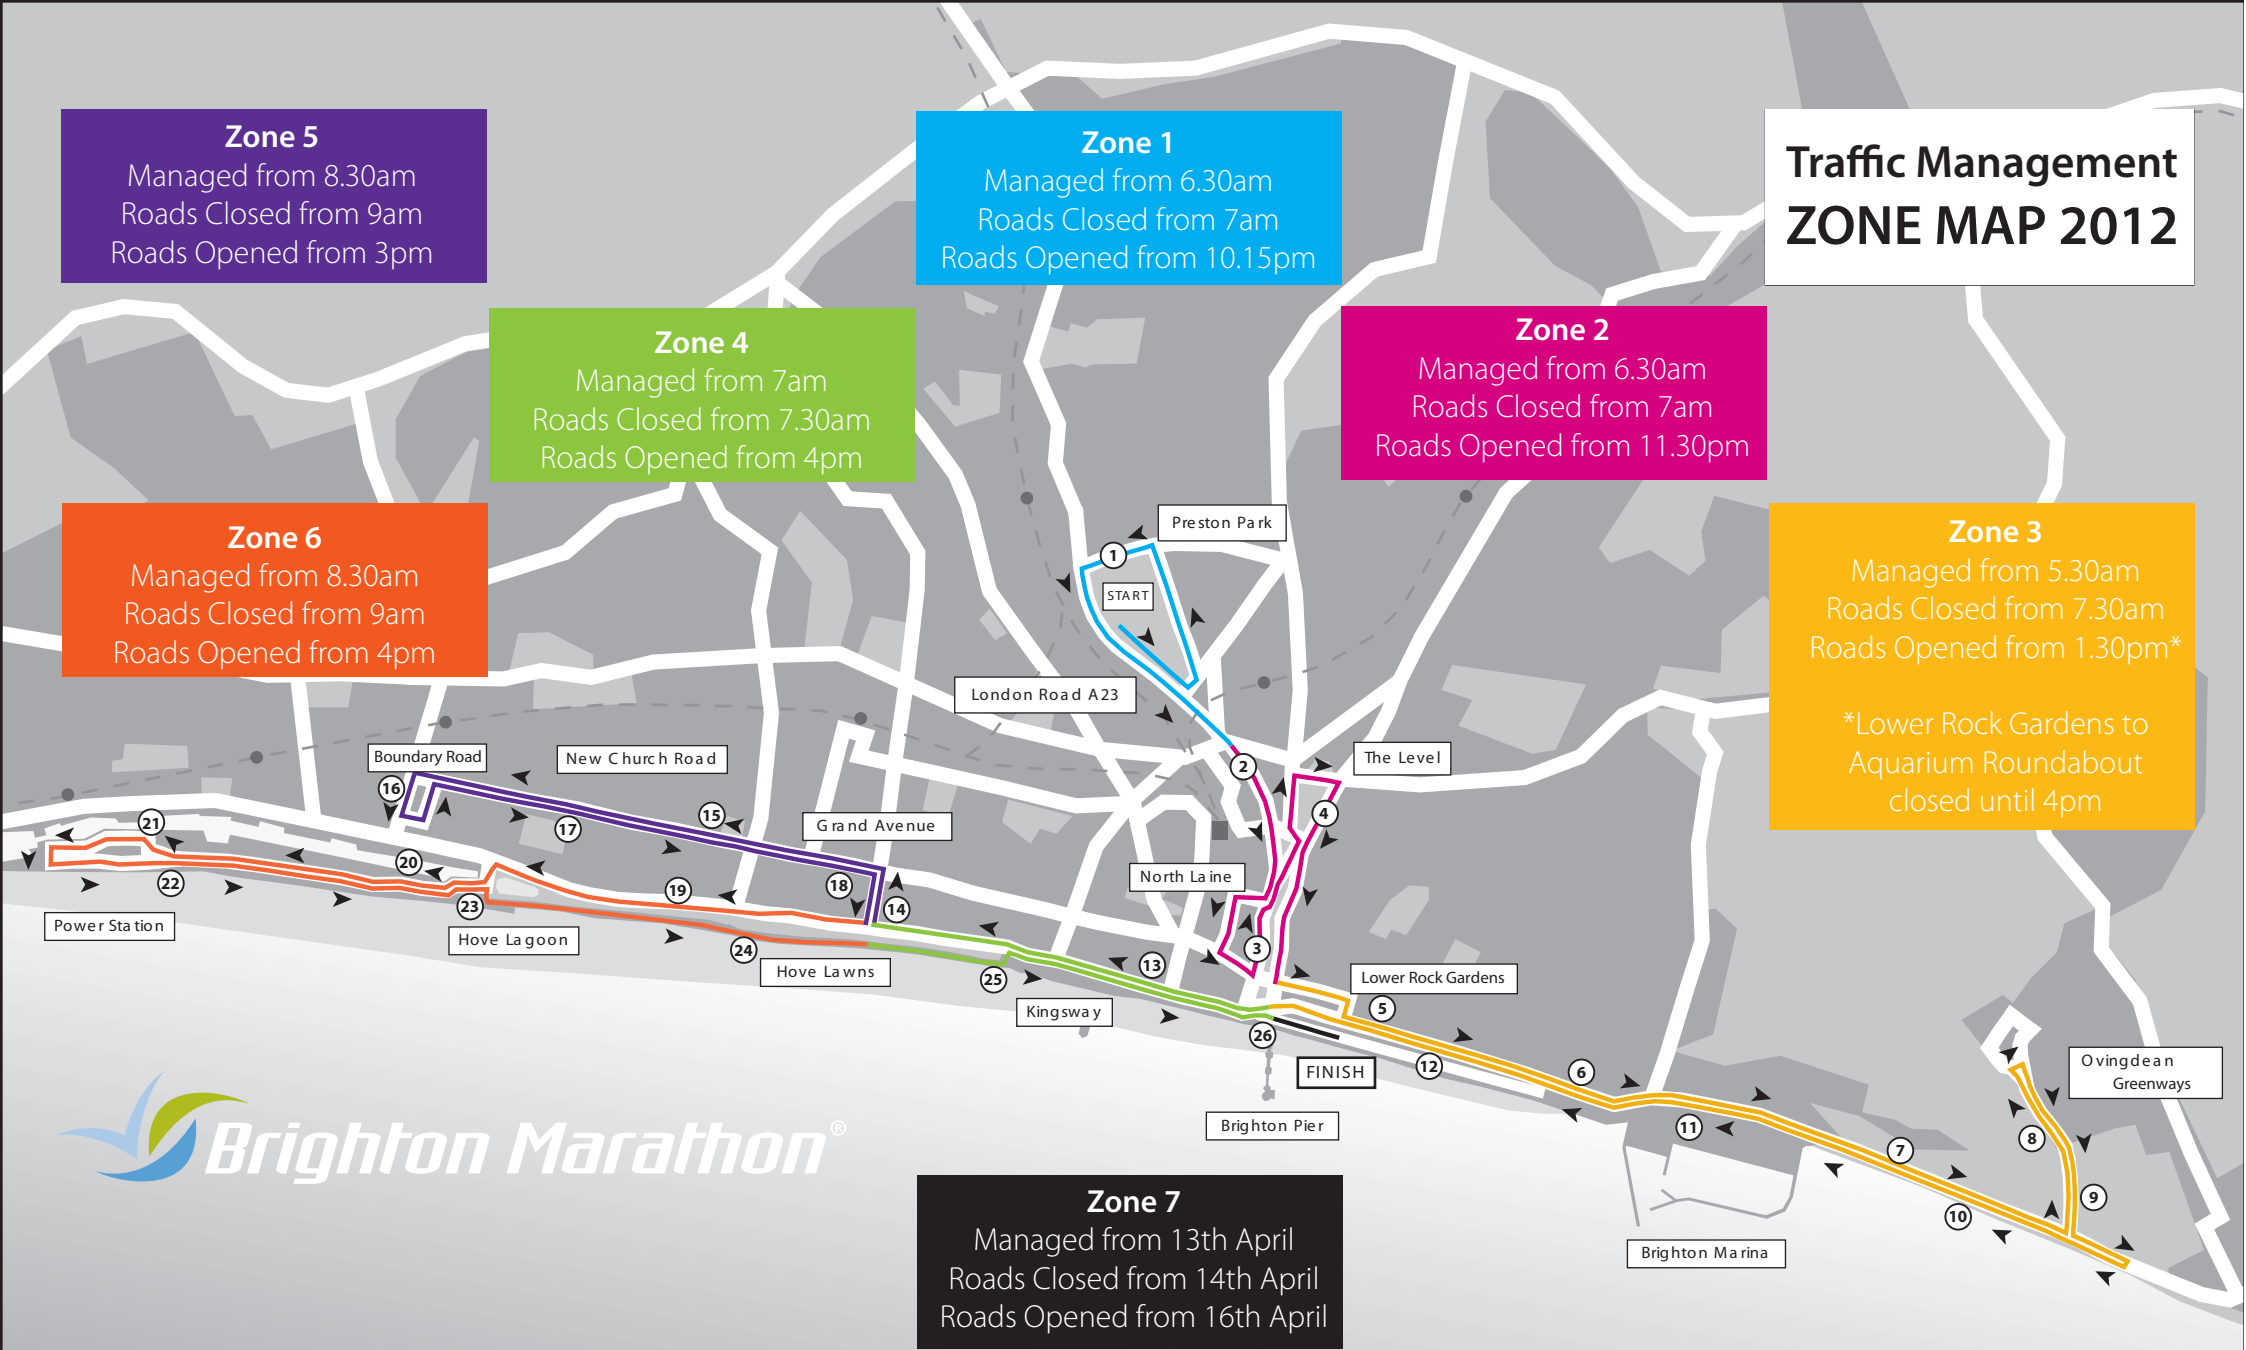 Traffic Management
ZONE MAP 2012
Zone 5
Managed from 8.30am
Roads Closed from 9am
Roads Opened from 3pm
Zone 1
Managed from 6.30am
Roads Closed from 7am
Roads Opened from 10.15pm
Zone 4
Managed from 7am
Roads Closed from 7.30am
Roads Opened from 4pm
Zone 2
Managed from 6.30am
Roads Closed from 7am
Roads Opened from 11.30pm
Zone 6
Managed from 8.30am
Roads Closed from 9am
Roads Opened from 4pm
Zone 3
Managed from 5.30am
Roads Closed from 7.30am
Roads Opened from 1.30pm*
*Lower Rock Gardens to
Aquarium Roundabout
closed until 4pm
Preston Park
1
START
London Road A23
Boundary Road
New Church Road
The Level
2
16
21
17
15
Grand Avenue
4
20
22
19
18
North Laine
23
14
Power Station
Hove Lagoon
24
Hove Lawns
25
13
3
Lower Rock Gardens
5
Kingsway
26
FINISH
12
6
Ovingdean
Greenways
Brighton Pier
11
8
7
9
10
Brighton Marina
Brighton Marathon®
Zone 7
Managed from 13th April
Roads Closed from 14th April
Roads Opened from 16th April